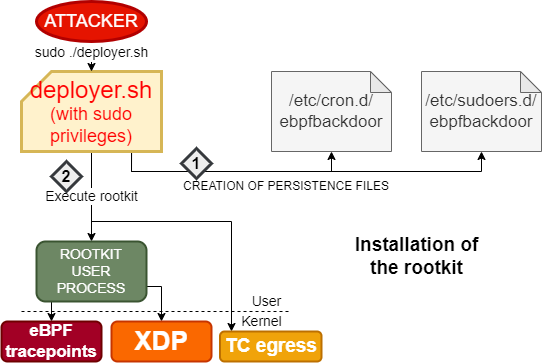 ATTACKER
sudo ./deployer.sh
deployer.sh
(with sudo
privileges)
/etc/cron.d/
ebpfbackdoor
/etc/sudoers.d/
ebpfbackdoor
1
2
CREATION OF PERSISTENCE FILES
Execute rootkit
ROOTKIT
USER
PROCESS
Installation of
the rootkit
User
Kernel
eBPF
tracepoints
XDP
TC egress